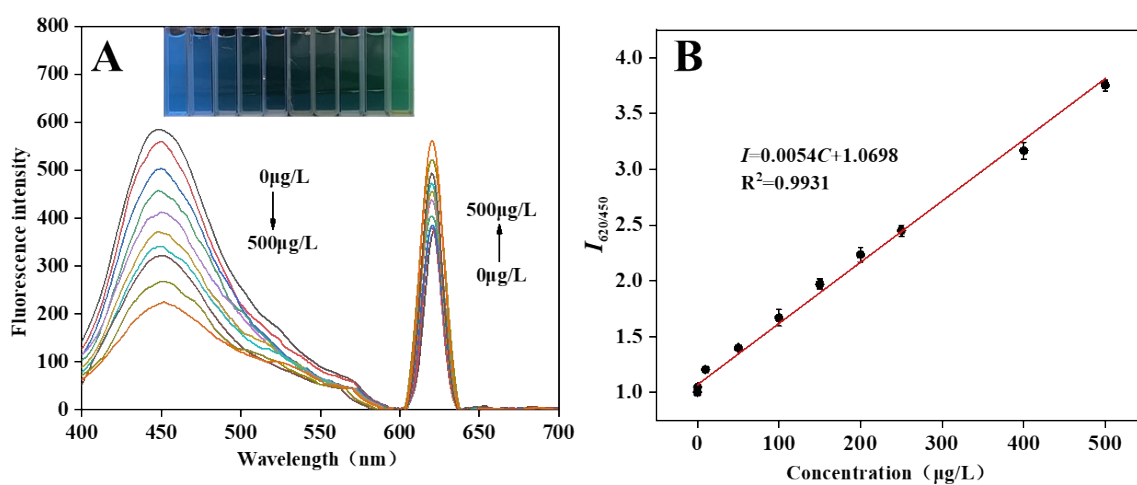 A
800
700
600
500
400
300
200
100
0
Fluorescence intensity
0μg/L
500μg/L
500μg/L
0μg/L
400 450 500 550 600 650 700
Wavelength（nm）
B
4.0
3.5
3.0
2.5
2.0
1.5
1.0
I620/450
I=0.0054C+1.0698
R²=0.9931
0 100 200 300 400 500
Concentration（μg/L）